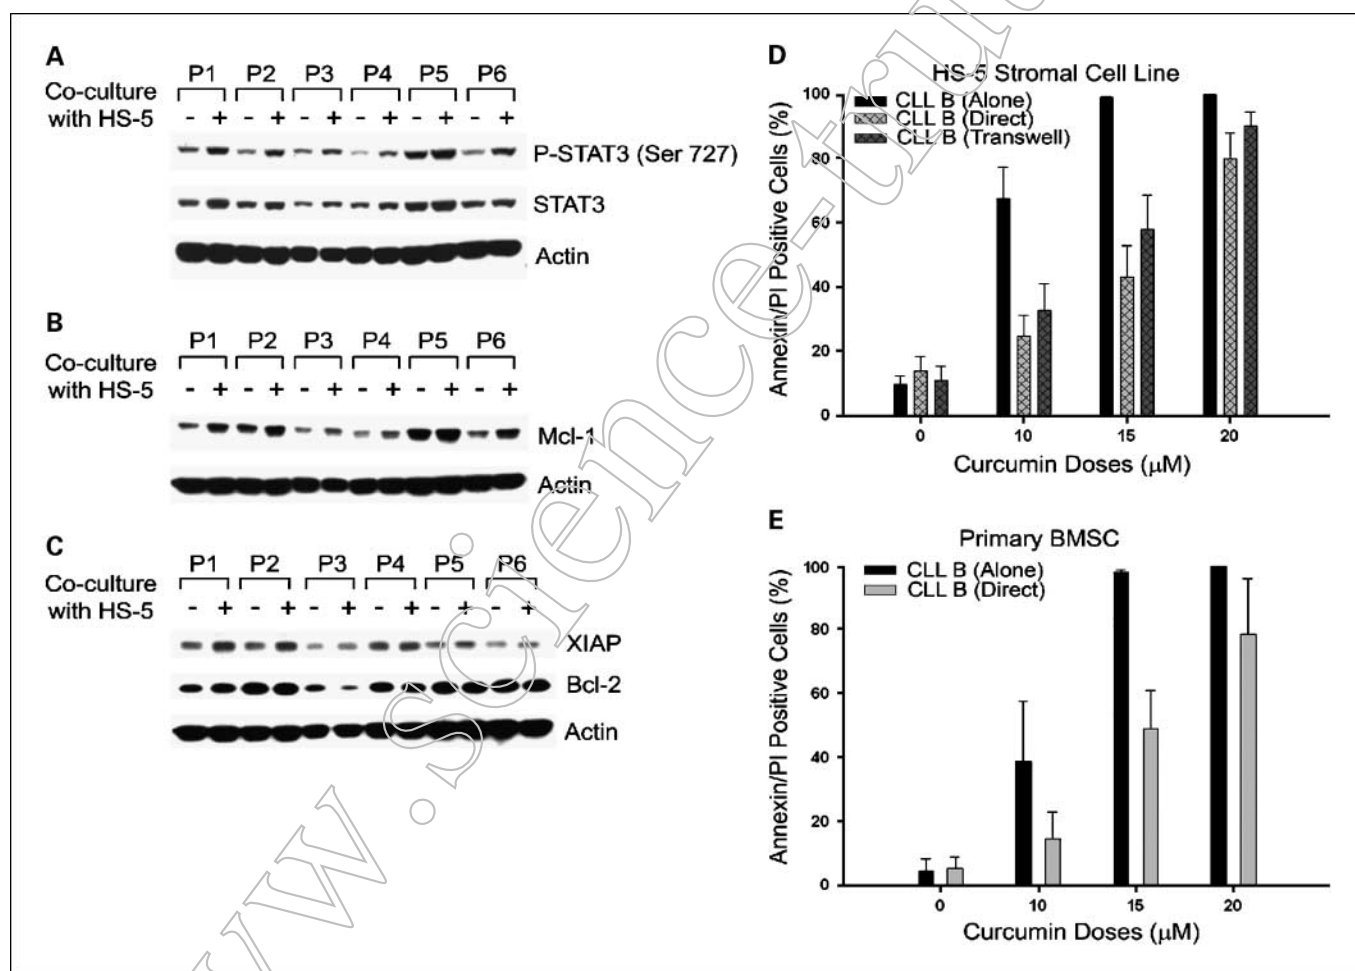 A
P1 P2 P3 P4 P5 P6
Co-culture
with HS-5 - + - + - + - + - + - +
P-STAT3 (Ser 727)
STAT3
Actin
B
P1 P2 P3 P4 P5 P6
Co-culture
with HS-5 - + - + - + - + - + - +
Mcl-1
Actin
C
P1 P2 P3 P4 P5 P6
Co-culture
with HS-5 - + - + - + - + - + - +
XIAP
Bcl-2
Actin
D
HS-5 Stromal Cell Line
CLL B (Alone)
CLL B (Direct)
CLL B (Transwell)
Annexin/PI Positive Cells (%)
100
80
60
40
20
0
0 10 15 20
Curcumin Doses (μM)
E
Primary BMSC
CLL B (Alone)
CLL B (Direct)
Annexin/PI Positive Cells (%)
100
80
60
40
20
0
0 10 15 20
Curcumin Doses (μM)
www.science-tru